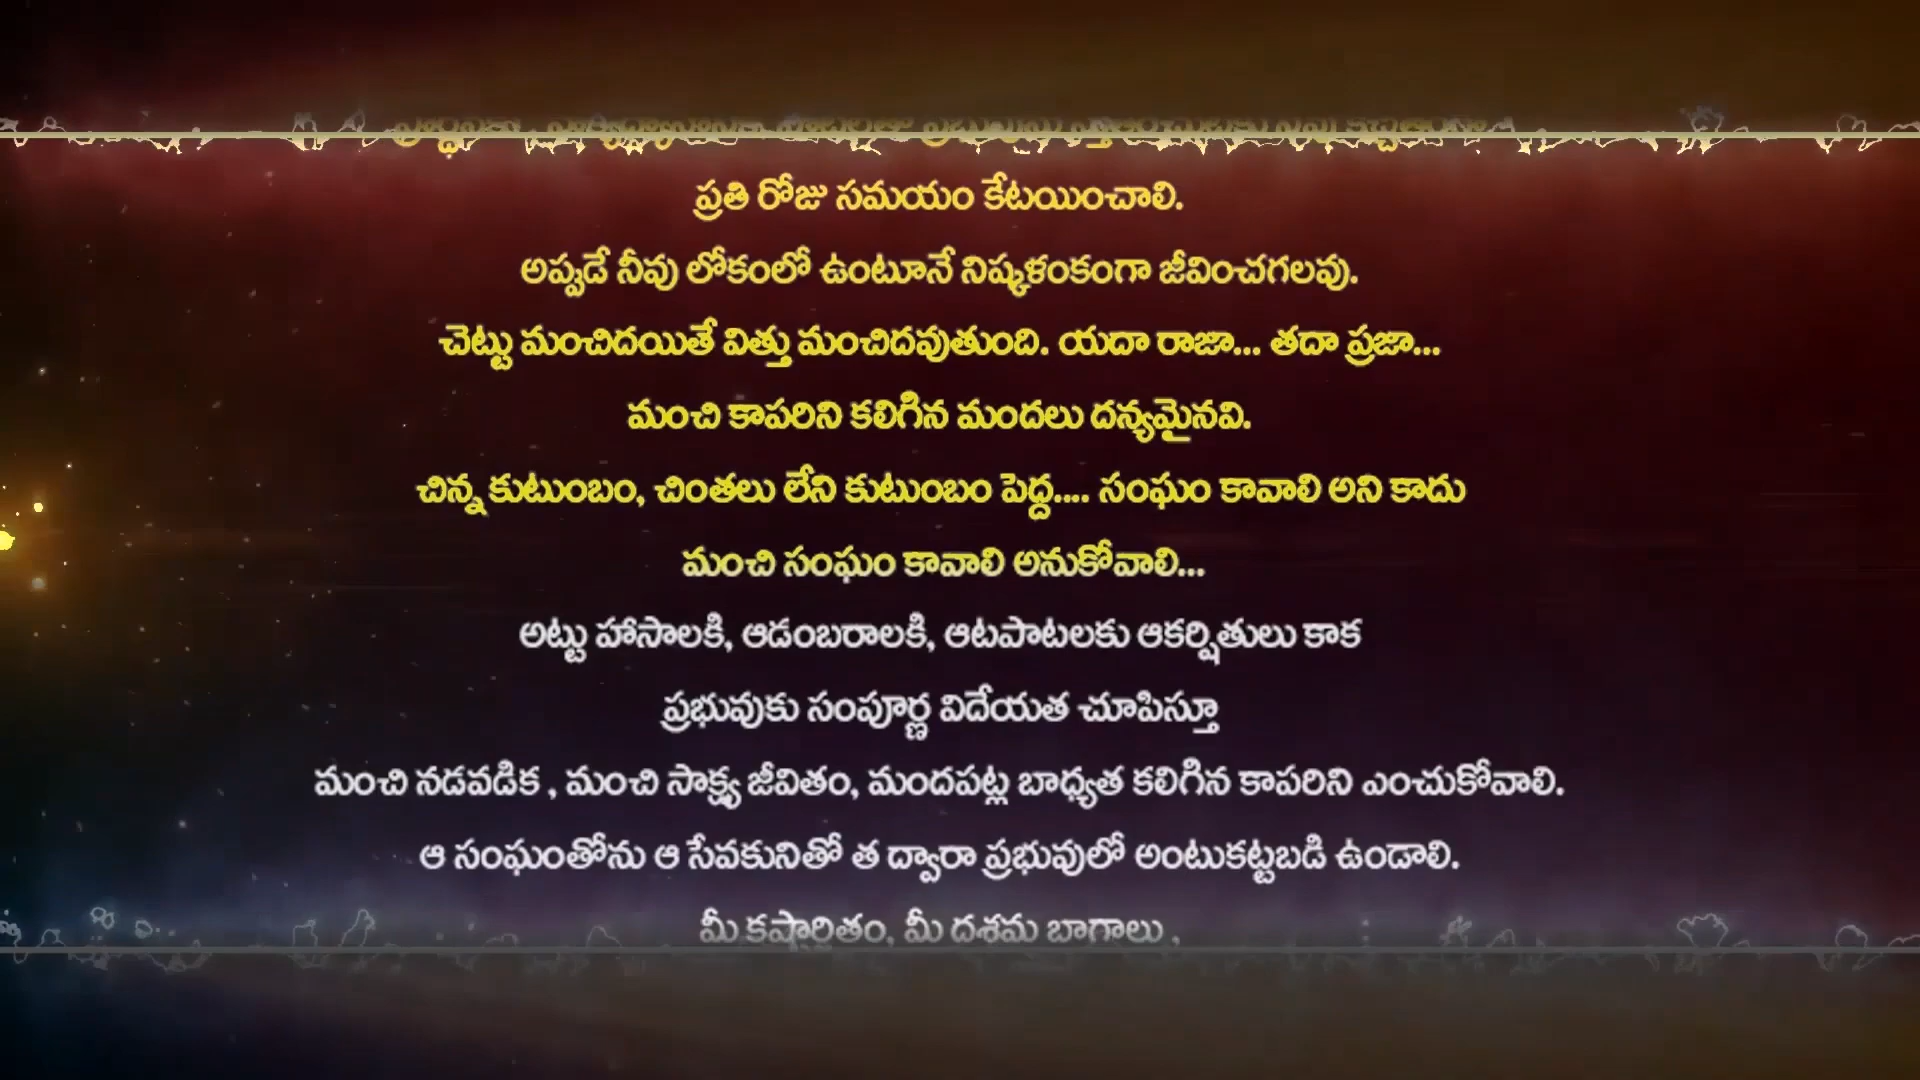 ప్రతి రోజు సమయం కేటయించాలి.
అప్పడే నీవు లోకంలో ఉంటూనే నిష్కళంకంగా జీవించగలవు.
చెట్టు మంచిదయితే విత్తు మంచిదవుతుంది. యదా రాజా... తదా ప్రజా...
మంచి కాపరిని కలిగిన మందలు దన్యమైనవి.
చిన్న కుటుంబం, చింతలు లేని కుటుంబం పెద్ద.... సంఘం కావాలి అని కాదు
మంచి సంఘం కావాలి అనుకోవాలి...
అట్టు హాసాలకి, ఆడంబరాలకి, ఆటపాటలకు ఆకర్షితులు కాక
ప్రభువుకు సంపూర్ణ విదేయత చూపిస్తూ
మంచి నడవడిక , మంచి సాక్ష్య జీవితం, మందపట్ల బాధ్యత కలిగిన కాపరిని ఎంచుకోవాలి.
ఆ సంఘంతోను ఆ సేవకునితో త ద్వారా ప్రభువులో అంటుకట్టబడి ఉండాలి.
మీ కష్టార్జితం, మీ దశమ బాగాలు ,